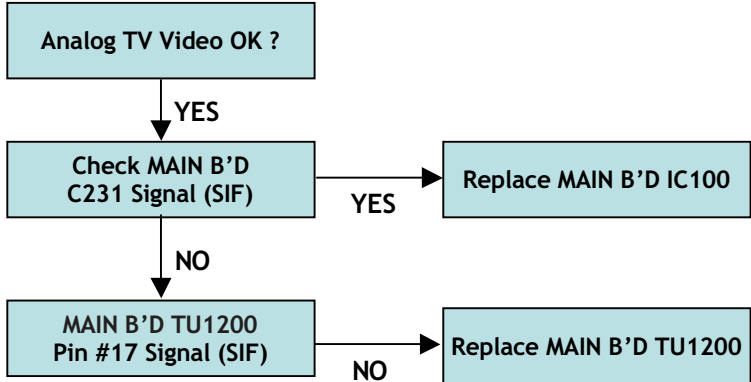 Analog TV Video OK ?
YES
Check MAIN B’D
C231 Signal (SIF)
YES
Replace MAIN B’D IC100
NO
MAIN B’D TU1200
Pin #17 Signal (SIF)
NO
Replace MAIN B’D TU1200